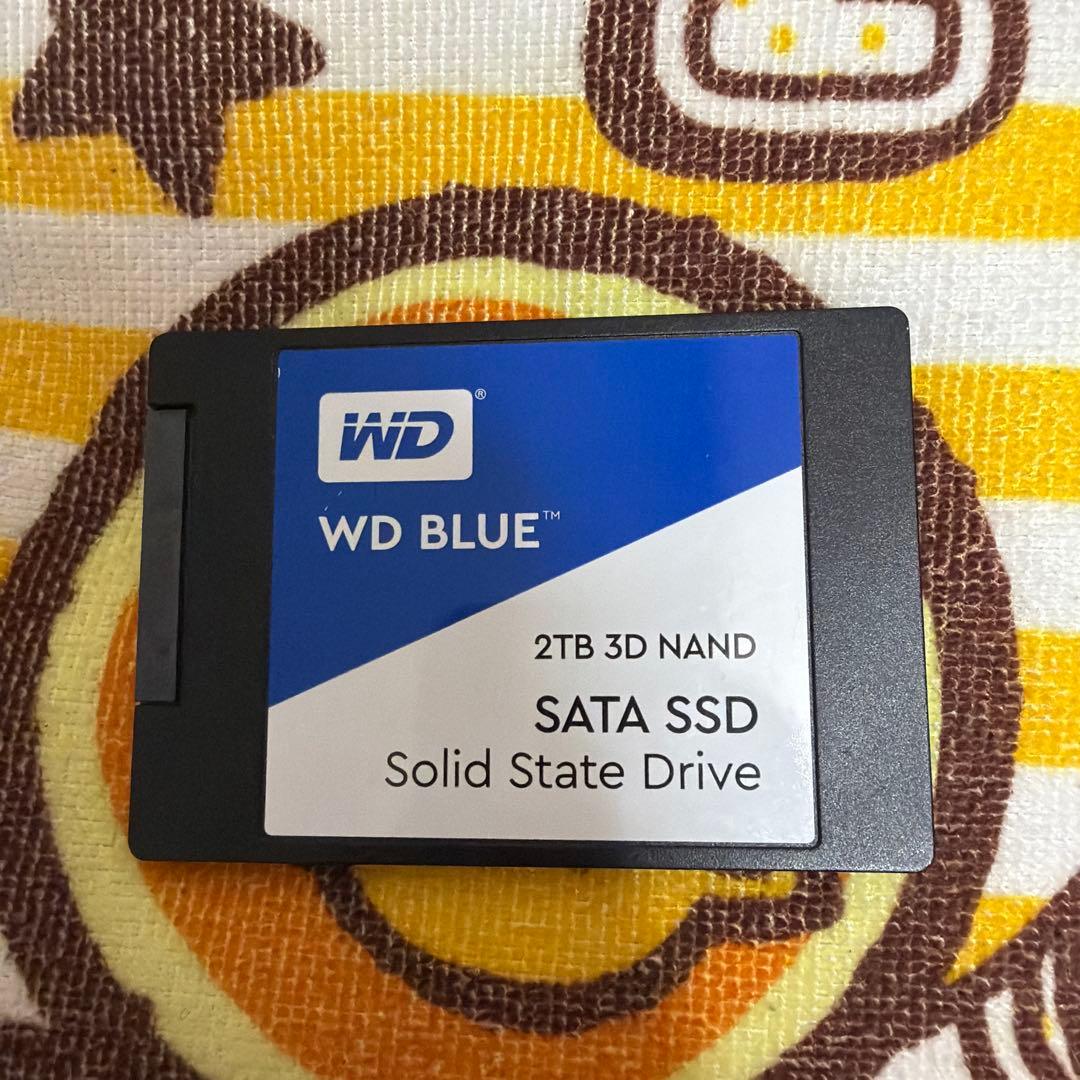 WD®
WD BLUE™
2TB 3D NAND
SATA SSD
Solid State Drive